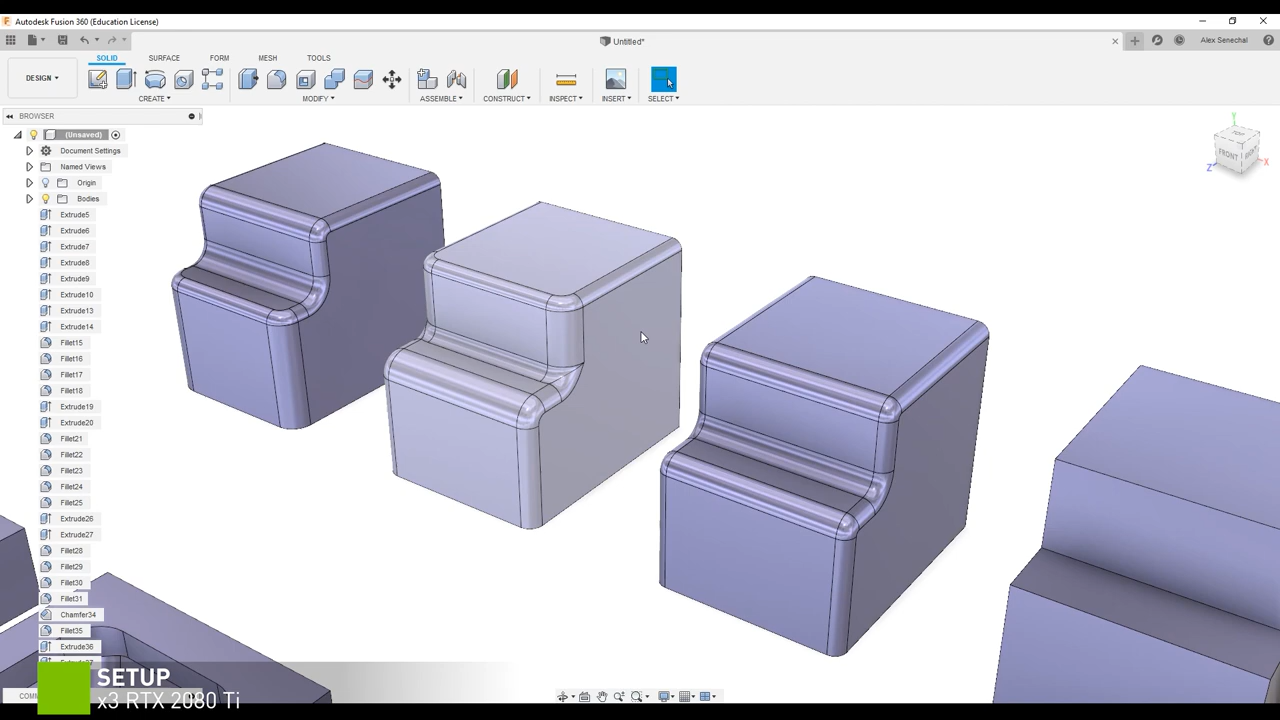 Autodesk Fusion 360 (Education License)
Untitled*
Alex Senechal
SOLID SURFACE FORM MESH TOOLS
DESIGN
CREATE MODIFY ASSEMBLE CONSTRUCT INSPECT INSERT SELECT
BROWSER
(Unsaved)
Document Settings
Named Views
Origin
Bodies
Extrude5
Extrude6
Extrude7
Extrude8
Extrude9
Extrude10
Extrude13
Extrude14
Fillet15
Fillet16
Fillet17
Fillet18
Extrude19
Extrude20
Fillet21
Fillet22
Fillet23
Fillet24
Fillet25
Extrude26
Extrude27
Fillet28
Fillet29
Fillet30
Fillet31
Chamfer34
Fillet35
Extrude36
SETUP
x3 RTX 2080 Ti
Y
TOP
FRONT RIGHT
Z X